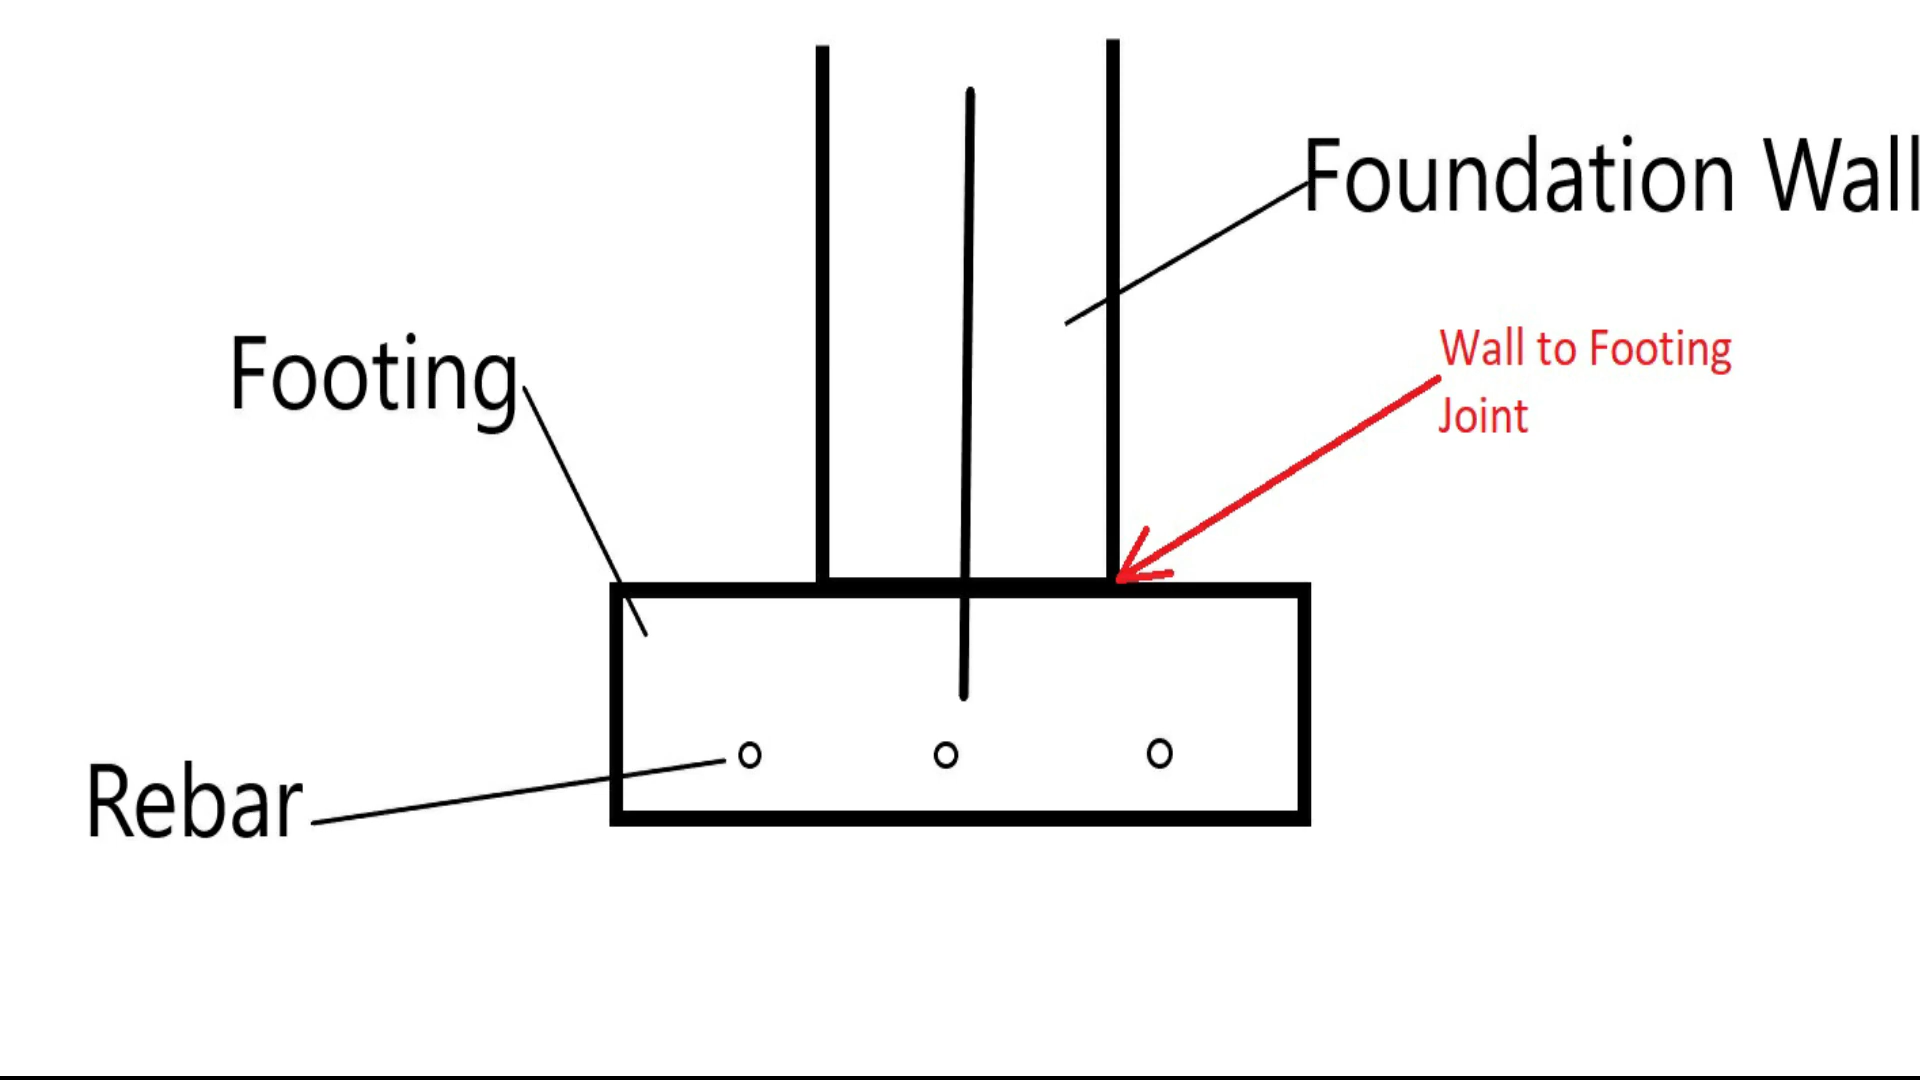 Foundation Wall
Wall to Footing
Joint
Footing
Rebar